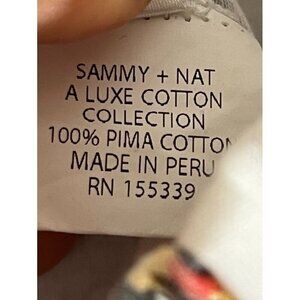 SAMMY + NAT
A LUXE COTTON
COLLECTION
100% PIMA COTTON
MADE IN PERU
RN 155339